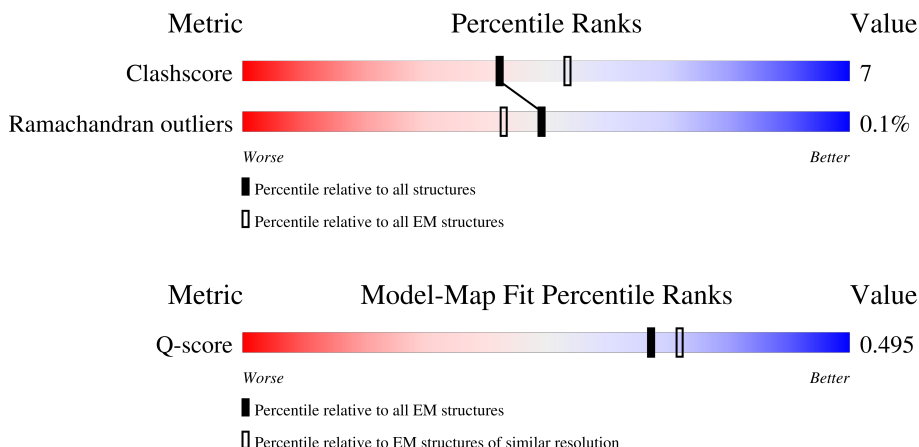 Metric Percentile Ranks Value
Clashscore 7
Ramachandran outliers 0.1%
Worse Better
Percentile relative to all structures
Percentile relative to all EM structures
Metric Model-Map Fit Percentile Ranks Value
Q-score 0.495
Worse Better
Percentile relative to all EM structures
Percentile relative to EM structures of similar resolution